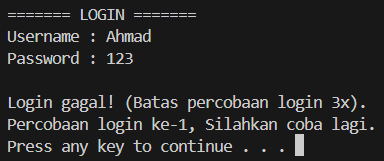 ======= LOGIN =======
Username : Ahmad
Password : 123
Login gagal! (Batas percobaan login 3x).
Percobaan login ke-1, Silahkan coba lagi.
Press any key to continue . . .